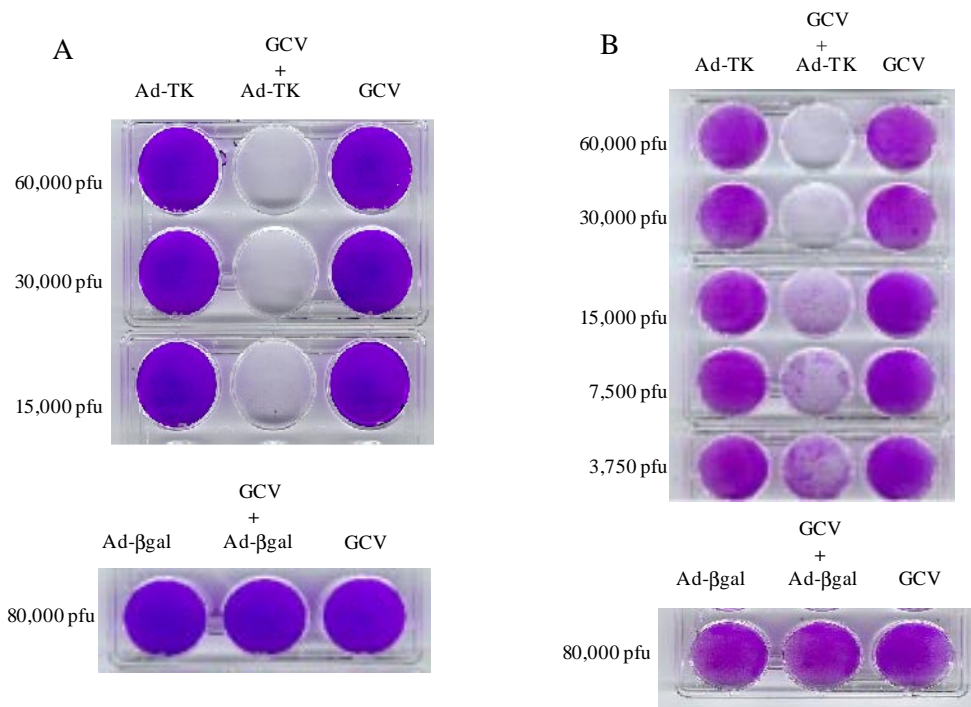 A
GCV
+
Ad-TK Ad-TK GCV
60,000 pfu
30,000 pfu
15,000 pfu
GCV
+
Ad-βgal Ad-βgal GCV
80,000 pfu
B
GCV
+
Ad-TK Ad-TK GCV
60,000 pfu
30,000 pfu
15,000 pfu
7,500 pfu
3,750 pfu
GCV
+
Ad-βgal Ad-βgal GCV
80,000 pfu